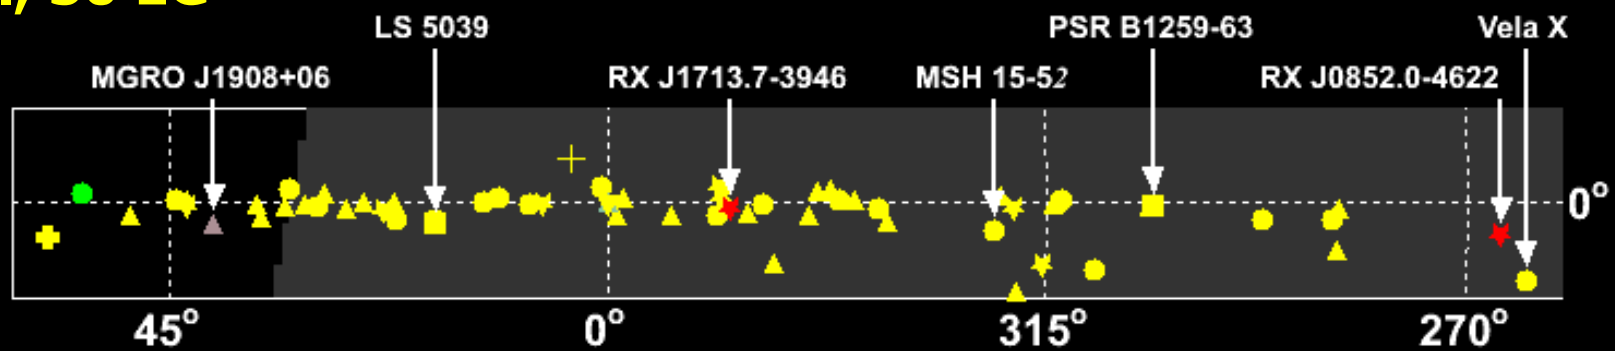 LS 5039
PSR B1259-63
Vela X
MGRO J1908+06
RX J1713.7-3946
MSH 15-52
RX J0852.0-4622
0°
45°
0°
315°
270°